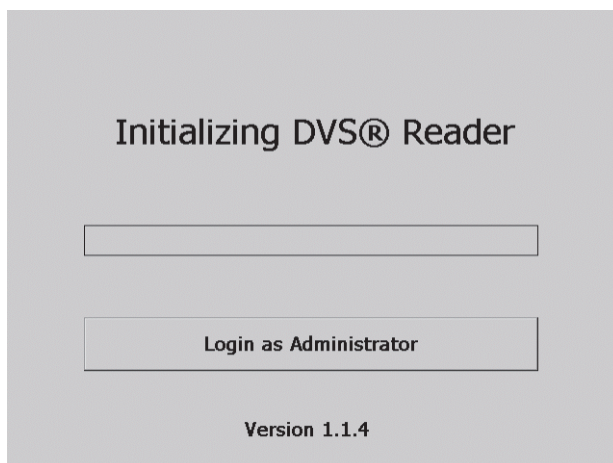 Initializing DVS® Reader
Login as Administrator
Version 1.1.4